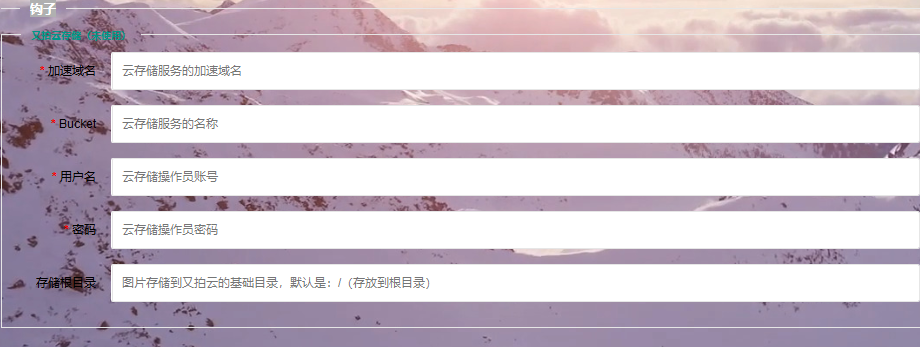 钩子
又拍云存储（未使用）
* 加速域名 云存储服务的加速域名
* Bucket 云存储服务的名称
* 用户名 云存储操作员账号
* 密码 云存储操作员密码
存储根目录 图片存储到又拍云的基础目录，默认是：/（存放到根目录）